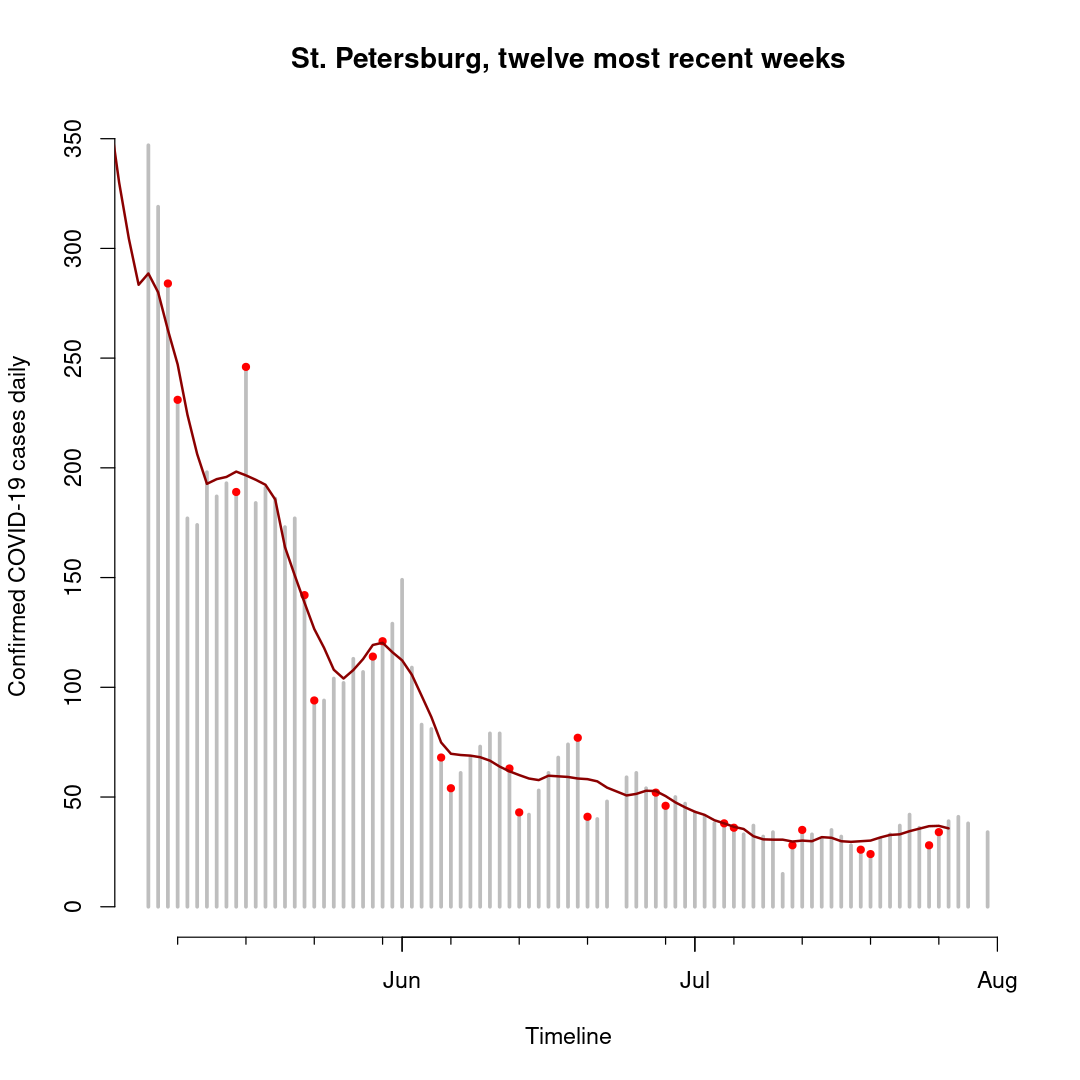 St. Petersburg, twelve most recent weeks
Confirmed COVID-19 cases daily
350
300
250
200
150
100
50
0
Jun Jul Aug
Timeline